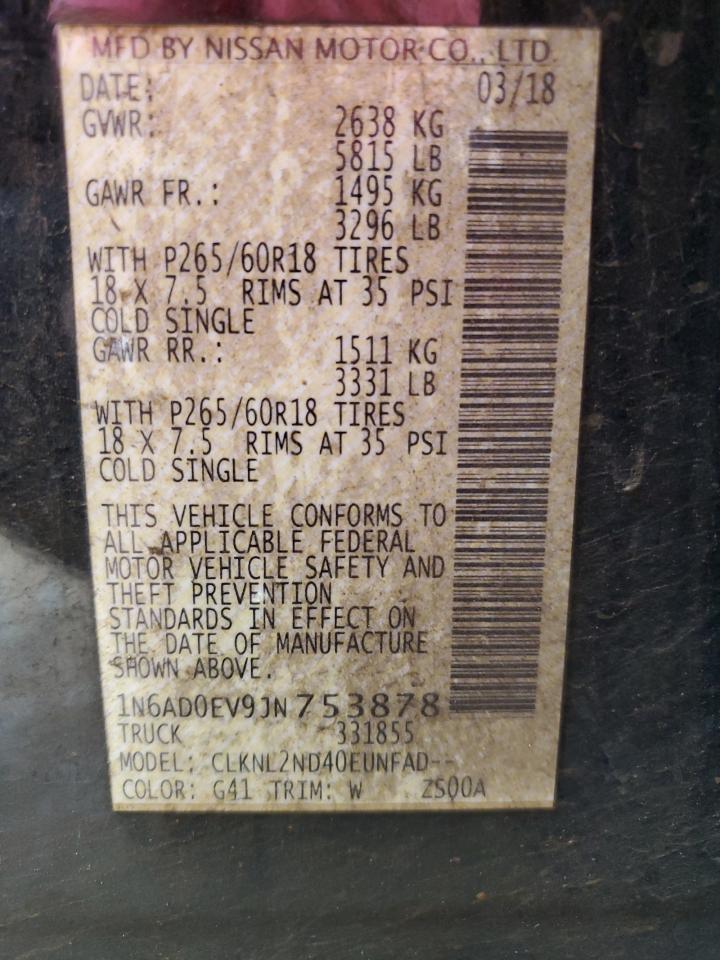 MFD BY NISSAN MOTOR CO., LTD.
DATE: 03/18
GVWR: 2638 KG
5815 LB
GAWR FR.: 1495 KG
3296 LB
WITH P265/60R18 TIRES
18 X 7.5 RIMS AT 35 PSI
COLD SINGLE
GAWR RR.: 1511 KG
3331 LB
WITH P265/60R18 TIRES
18 X 7.5 RIMS AT 35 PSI
COLD SINGLE
THIS VEHICLE CONFORMS TO
ALL APPLICABLE FEDERAL
MOTOR VEHICLE SAFETY AND
THEFT PREVENTION
STANDARDS IN EFFECT ON
THE DATE OF MANUFACTURE
SHOWN ABOVE.
1N6AD0EV9JN753878
TRUCK 331855
MODEL: CLKNL2ND40EUNFAD--
COLOR: G41 TRIM: W ZS00A